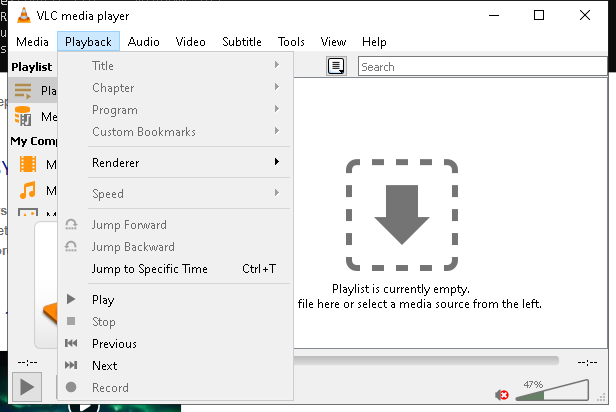 VLC media player
Media Playback Audio Video Subtitle Tools View Help
Playlist
Title
Search
Chapter
Program
Custom Bookmarks
My Comp
Renderer
Speed
Jump Forward
Jump Backward
Jump to Specific Time Ctrl+T
Playlist is currently empty.
file here or select a media source from the left.
Play
Stop
Previous
Next
Record
--:-- --:--
47%